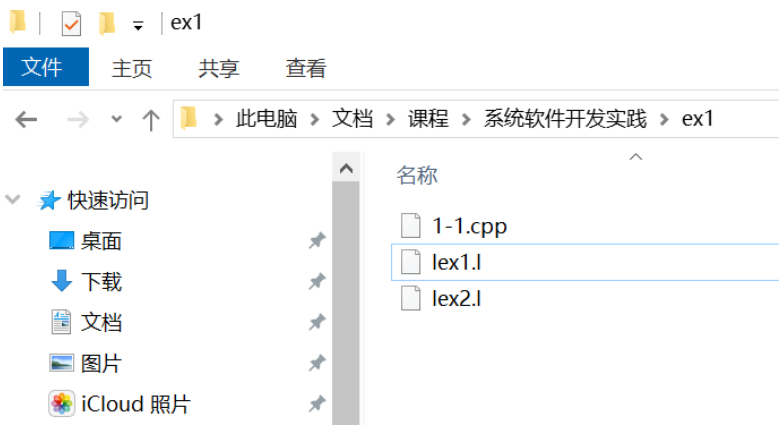 ex1
文件 主页 共享 查看
此电脑 文档 课程 系统软件开发实践 ex1
名称
快速访问
1-1.cpp
桌面
lex1.l
下载
lex2.l
文档
图片
iCloud 照片